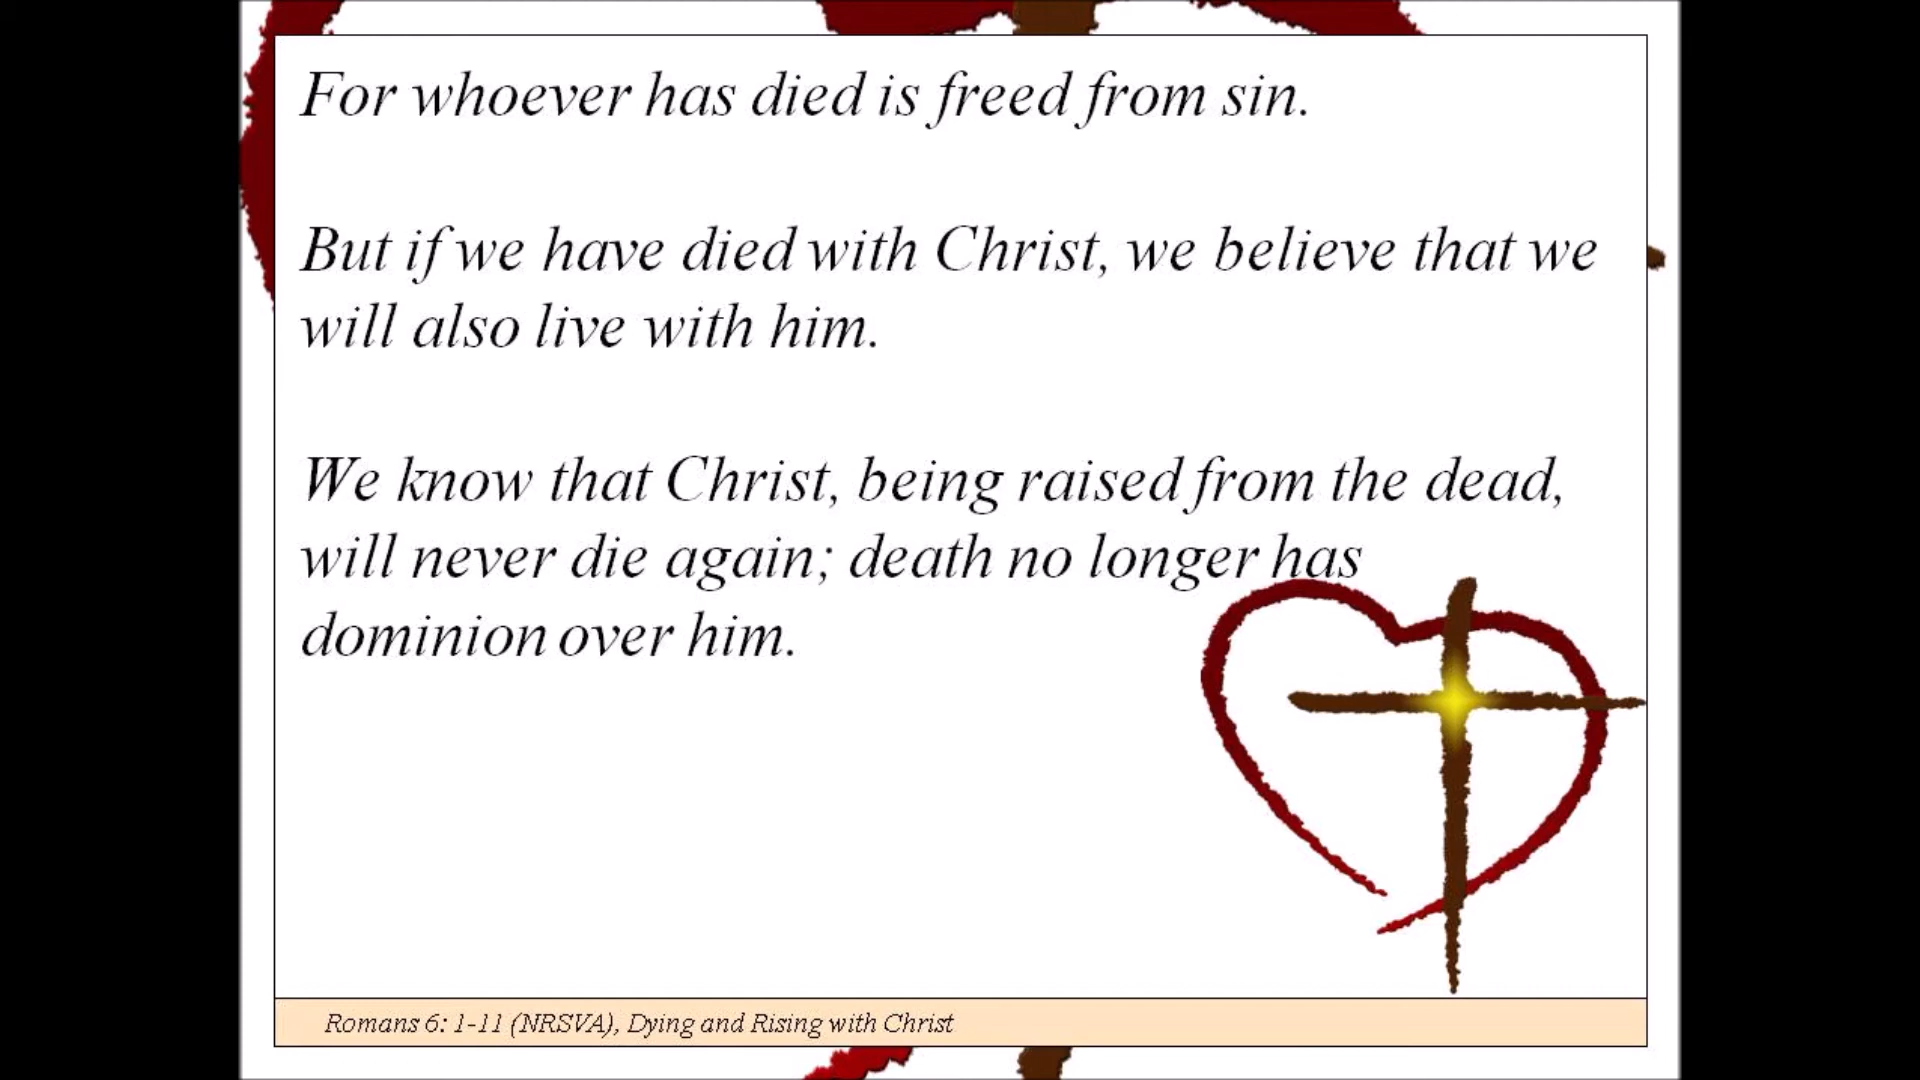 For whoever has died is freed from sin.
But if we have died with Christ, we believe that we
will also live with him.
We know that Christ, being raised from the dead,
will never die again; death no longer has
dominion over him.
Romans 6: 1-11 (NRSVA), Dying and Rising with Christ